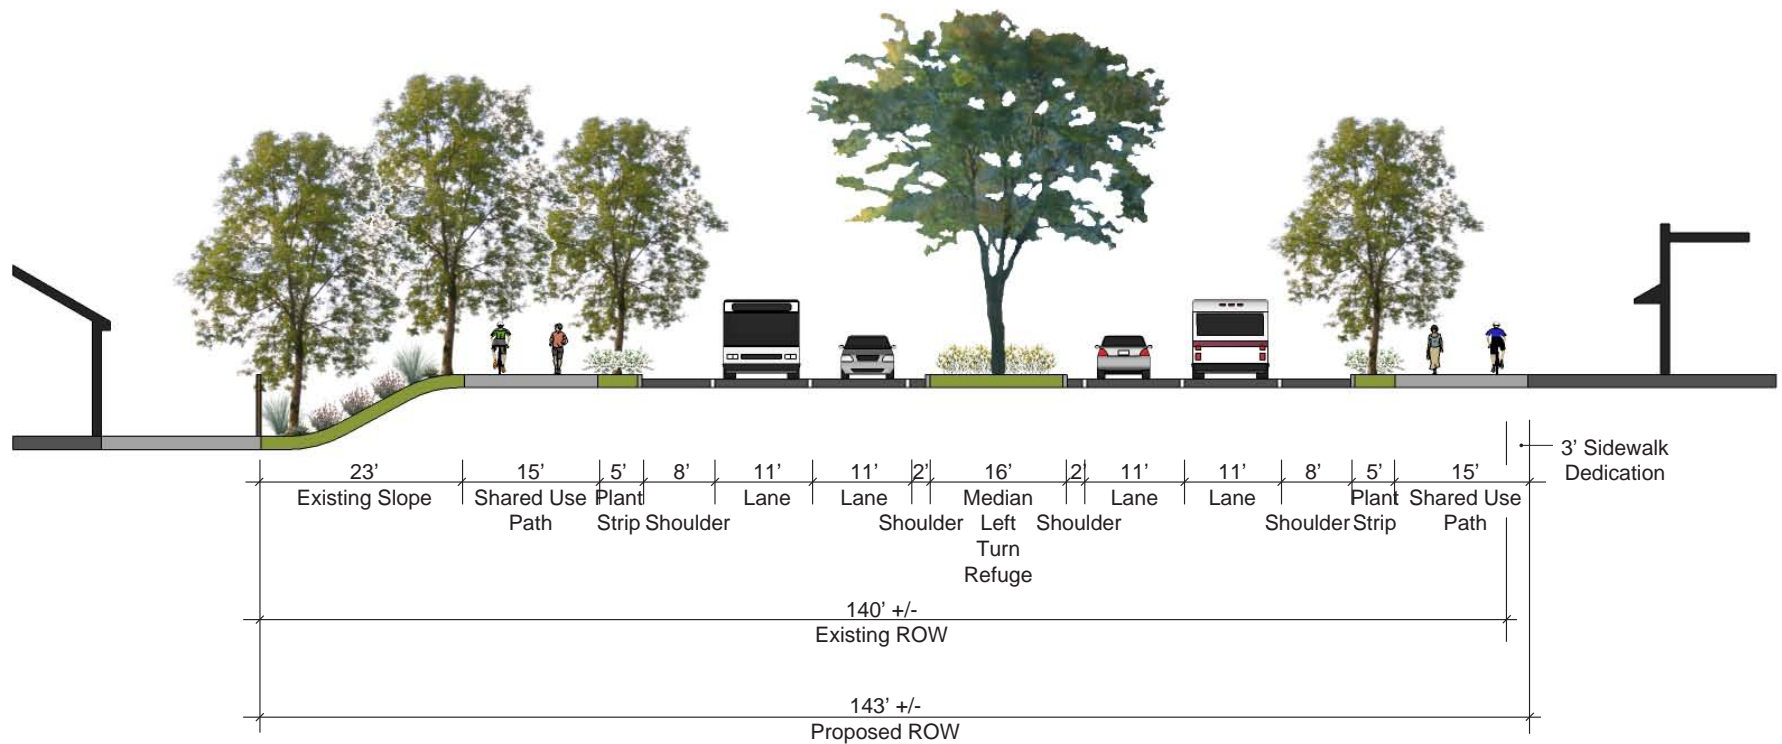 23’ 15’ 5’ 8’ 11’ 11’ 2’ 16’ 2’ 11’ 11’ 8’ 5’ 15’
3’ Sidewalk
Dedication
Existing Slope Shared Use Plant Lane Lane Median Lane Lane Plant Shared Use
Path Strip Shoulder Shoulder Left Shoulder Shoulder Strip Path
Turn
Refuge
140’ +/-
Existing ROW
143’ +/-
Proposed ROW